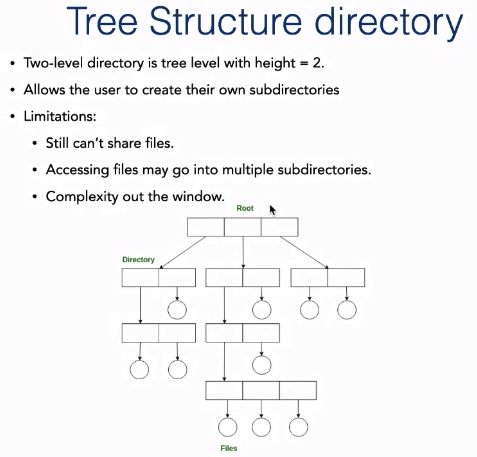 Tree Structure directory
• Two-level directory is tree level with height = 2.
• Allows the user to create their own subdirectories
• Limitations:
• Still can't share files.
• Accessing files may go into multiple subdirectories.
• Complexity out the window.
Root
Directory
Files